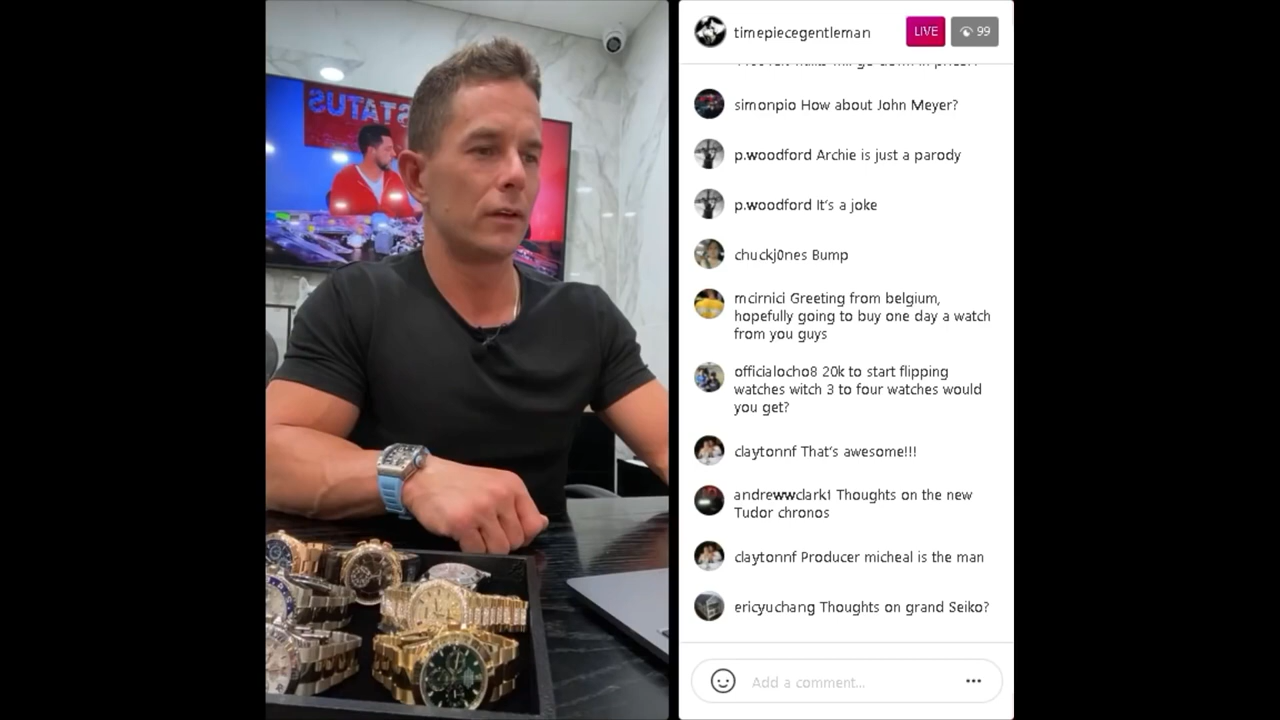 STATUS
timepiecegentleman
LIVE
99
simonpio How about John Meyer?
p.woodford Archie is just a parody
p.woodford It's a joke
chuckj0nes Bump
mcirnici Greeting from belgium,
hopefully going to buy one day a watch
from you guys
officialocho8 20k to start flipping
watches witch 3 to four watches would
you get?
claytonnf That's awesome!!!
andrewwclark1 Thoughts on the new
Tudor chronos
claytonnf Producer micheal is the man
ericyuchang Thoughts on grand Seiko?
Add a comment...